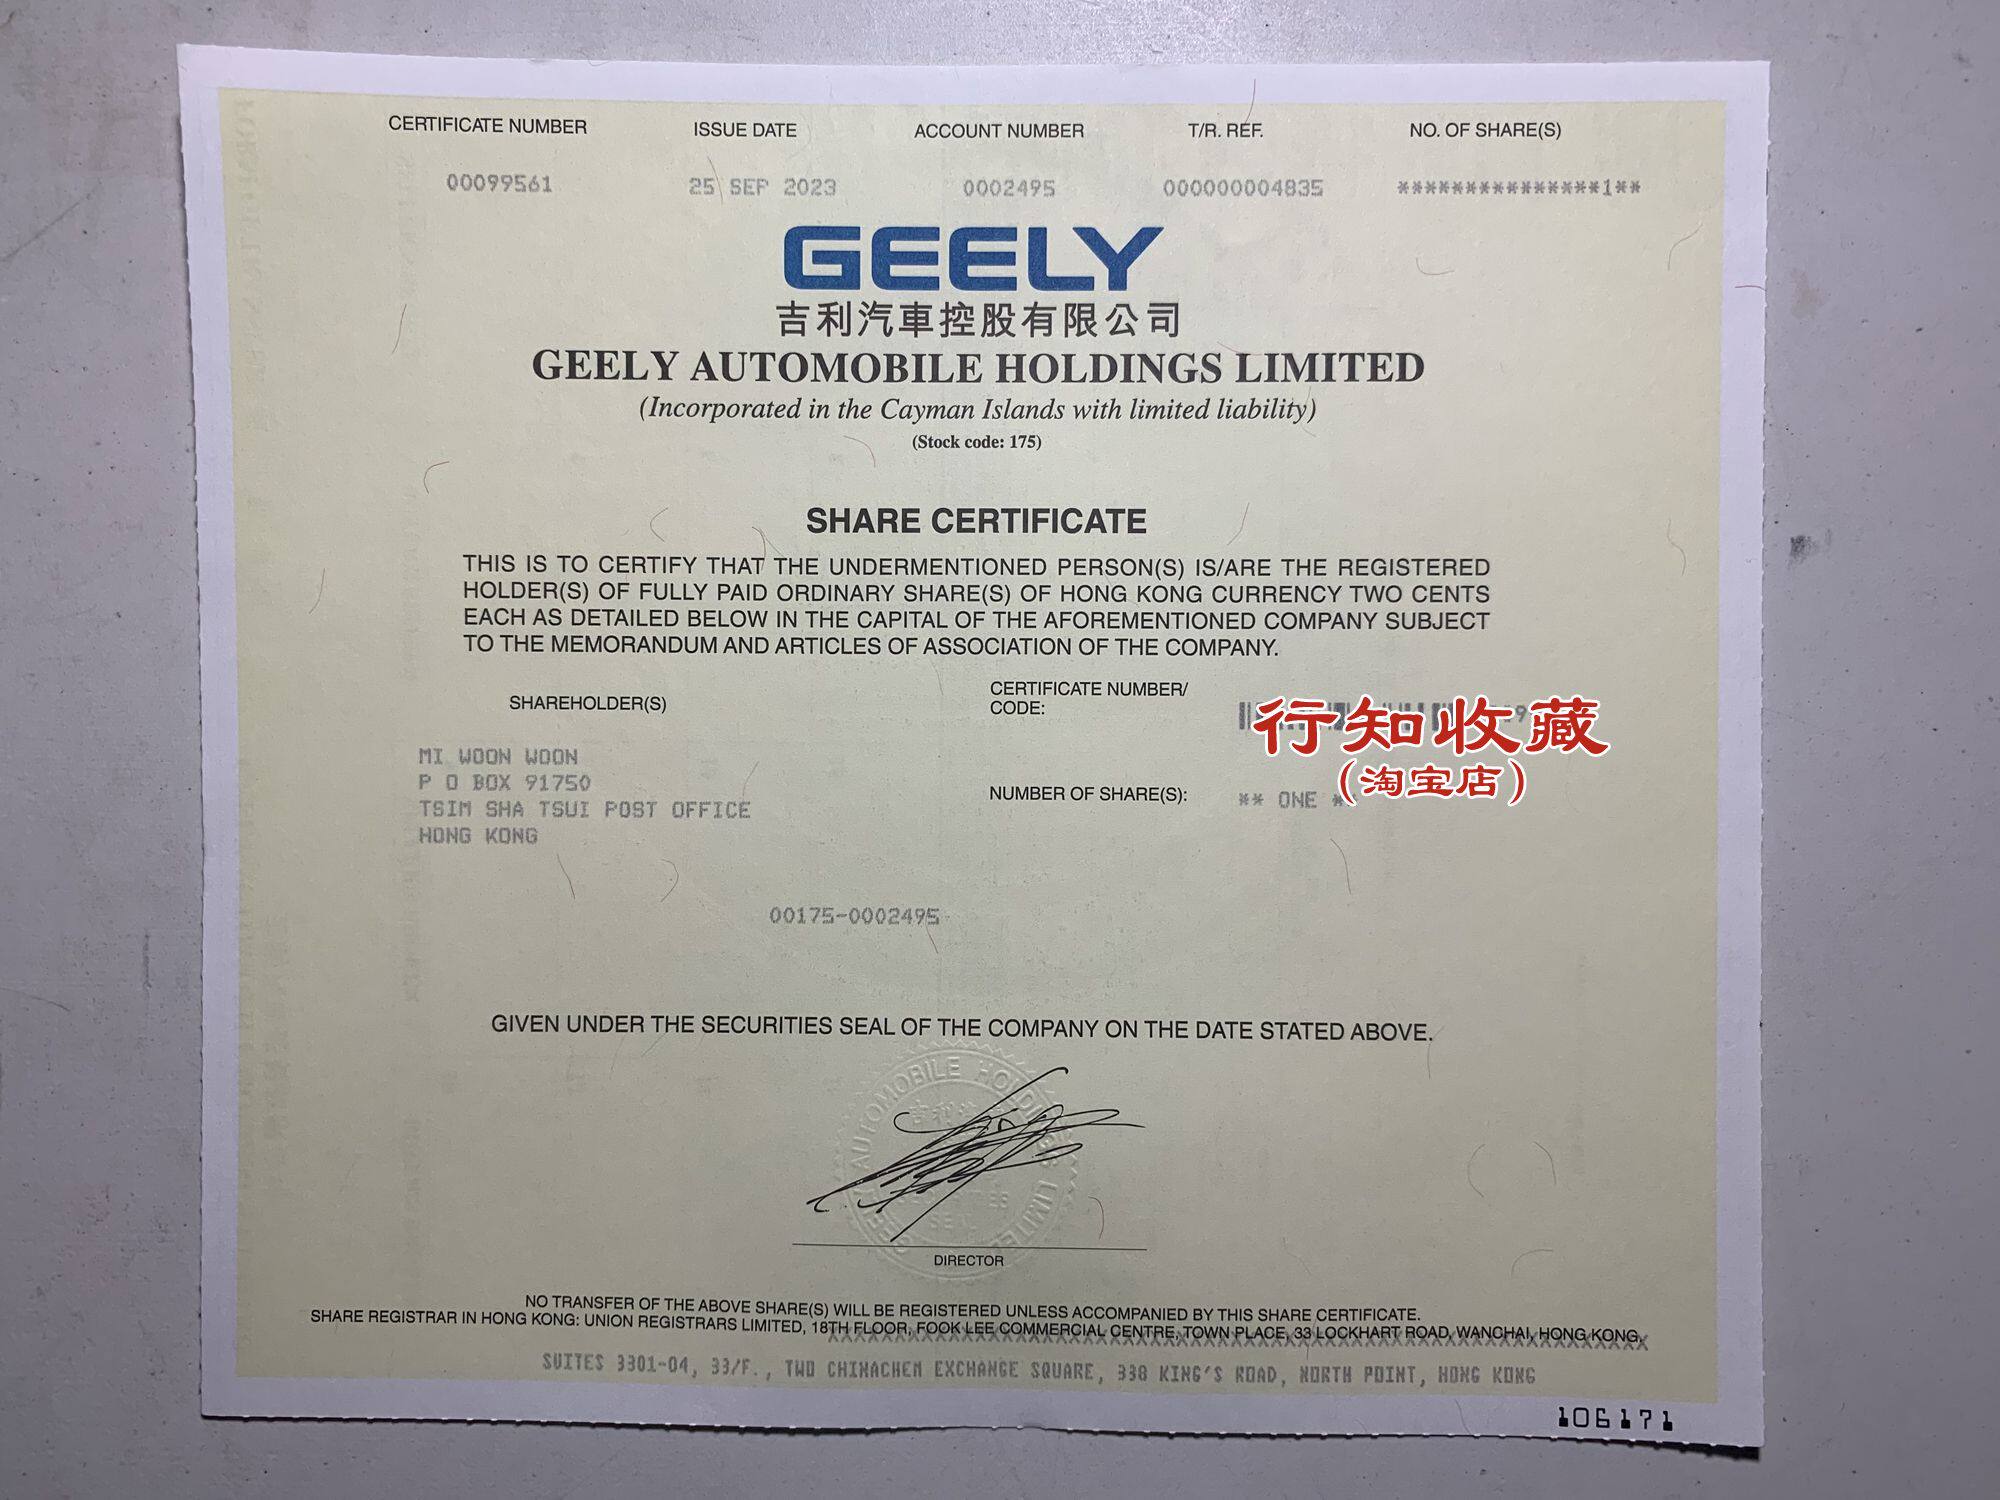 CERTIFICATE NUMBER ISSUE DATE ACCOUNT NUMBER T/R. REF. NO. OF SHARE(S)
00099561 25 SEP 2023 0002495 000000004835 ***************1**
GEELY
吉利汽車控股有限公司
GEELY AUTOMOBILE HOLDINGS LIMITED
(Incorporated in the Cayman Islands with limited liability)
(Stock code: 175)
SHARE CERTIFICATE
THIS IS TO CERTIFY THAT THE UNDERMENTIONED PERSON(S) IS/ARE THE REGISTERED
HOLDER(S) OF FULLY PAID ORDINARY SHARE(S) OF HONG KONG CURRENCY TWO CENTS
EACH AS DETAILED BELOW IN THE CAPITAL OF THE AFOREMENTIONED COMPANY SUBJECT
TO THE MEMORANDUM AND ARTICLES OF ASSOCIATION OF THE COMPANY.
SHAREHOLDER(S)
MI WOON WOON
P O BOX 91750
TSIM SHA TSUI POST OFFICE
HONG KONG
CERTIFICATE NUMBER/
CODE:
行知收藏
(淘宝店)
NUMBER OF SHARE(S): ** ONE **
00175-0002495
GIVEN UNDER THE SECURITIES SEAL OF THE COMPANY ON THE DATE STATED ABOVE.
GEELY AUTOMOBILE HOLDINGS LIMITED
SEAL
DIRECTOR
NO TRANSFER OF THE ABOVE SHARE(S) WILL BE REGISTERED UNLESS ACCOMPANIED BY THIS SHARE CERTIFICATE.
SHARE REGISTRAR IN HONG KONG: UNION REGISTRARS LIMITED, 18TH FLOOR, FOOK LEE COMMERCIAL CENTRE, TOWN PLACE, 33 LOCKHART ROAD, WANCHAI, HONG KONG.
SUITES 3301-04, 33/F., TWO CHINACHEM EXCHANGE SQUARE, 338 KING'S ROAD, NORTH POINT, HONG KONG
106171